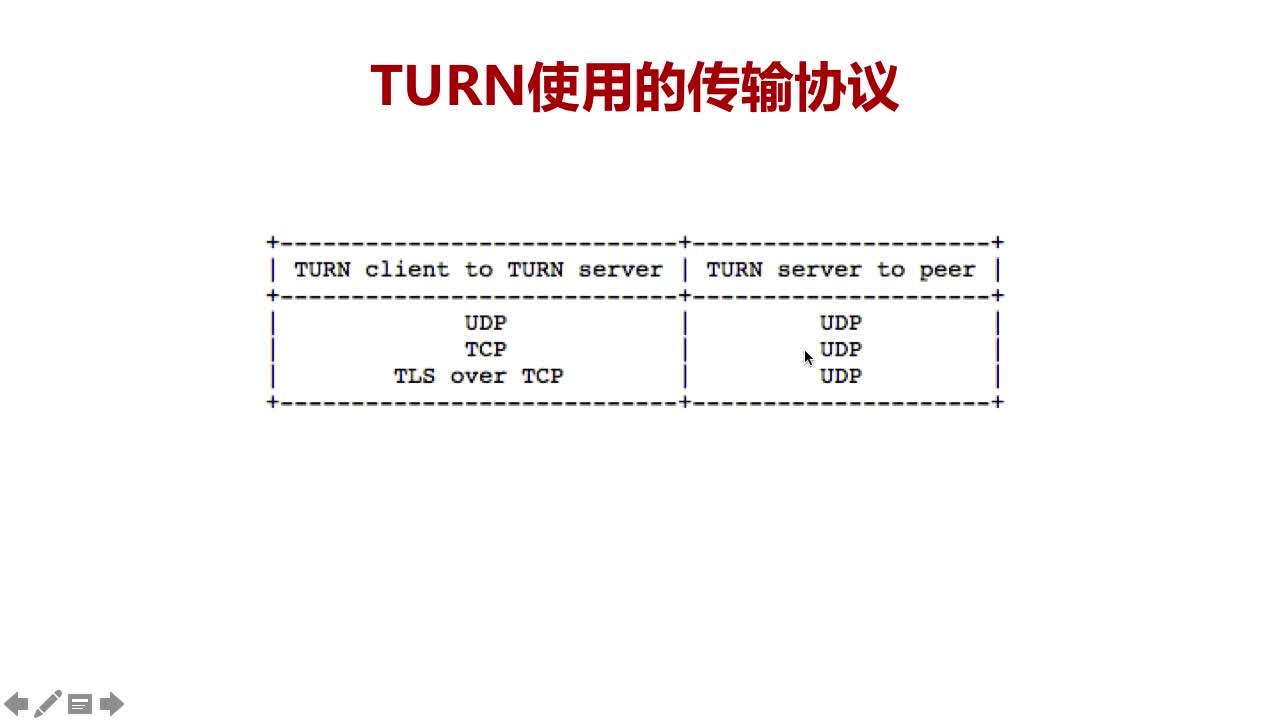 TURN使用的传输协议
+----------------------------+---------------------+
| TURN client to TURN server | TURN server to peer |
+----------------------------+---------------------+
|             UDP            |         UDP         |
|             TCP            |         UDP         |
|        TLS over TCP        |         UDP         |
+----------------------------+---------------------+